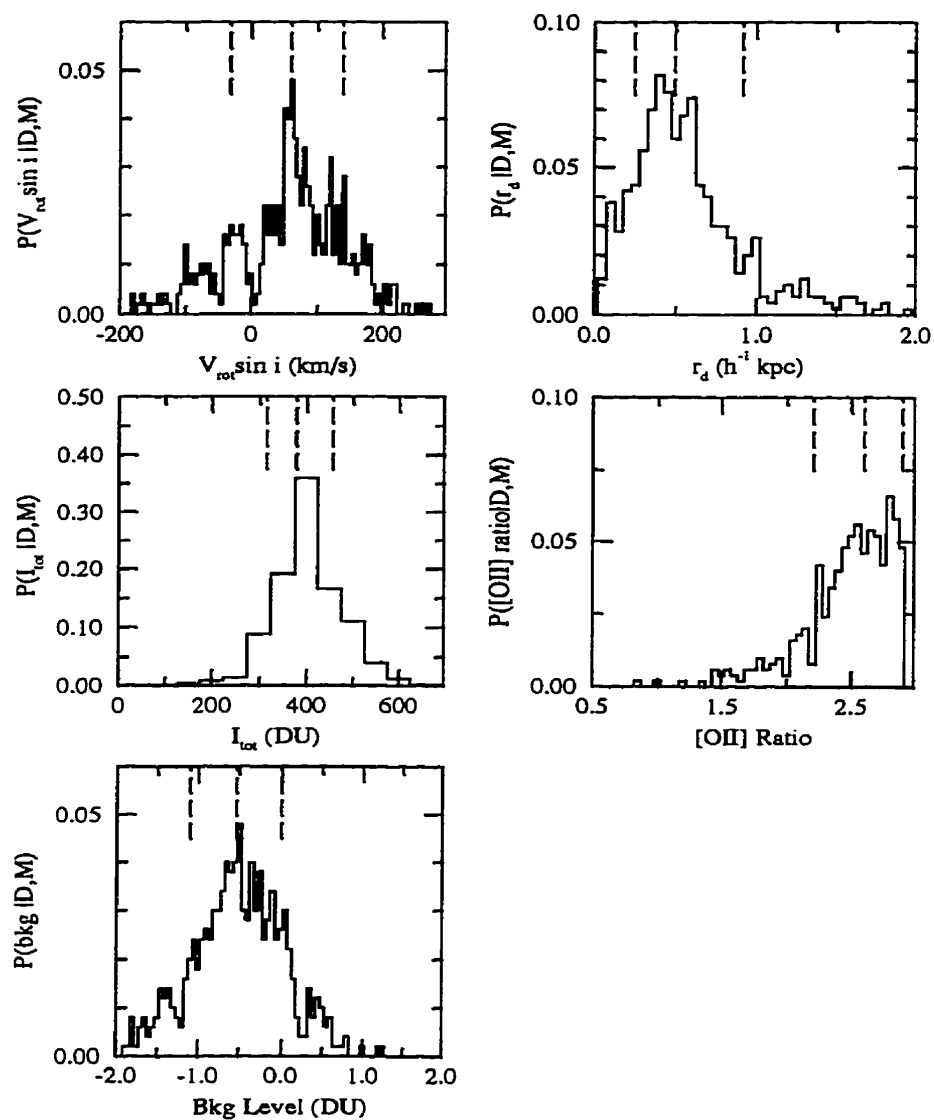 0.05
0.00
P(V_rot sin i |D,M)
-200 0 200
V_rot sin i (km/s)
0.10
0.05
0.00
P(r_d |D,M)
0.0 1.0 2.0
r_d (h^-1 kpc)
0.50
0.40
0.30
0.20
0.10
0.00
P(I_tot |D,M)
0 200 400 600
I_tot (DU)
0.10
0.05
0.00
P([OII] ratio|D,M)
0.5 1.5 2.5
[OII] Ratio
0.05
0.00
P(bkg |D,M)
-2.0 -1.0 0.0 1.0 2.0
Bkg Level (DU)